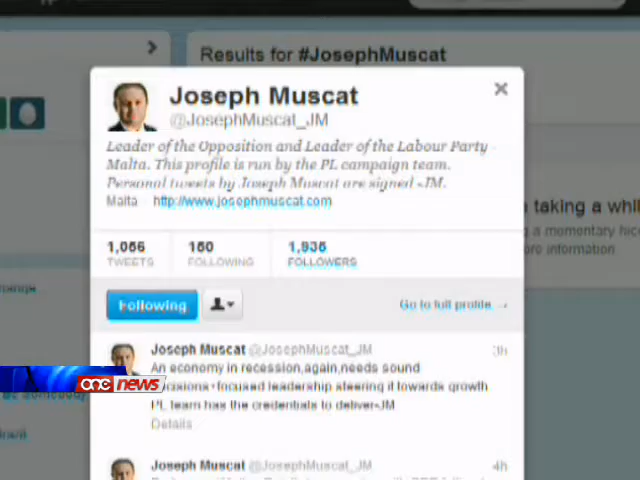 Results for #JosephMuscat
Joseph Muscat
@JosephMuscat_JM
Leader of the Opposition and Leader of the Labour Party -
Malta. This profile is run by the PL campaign team.
Personal tweets by Joseph Muscat are signed -JM.
Malta http://www.josephmuscat.com
taking a whil
a momentary hicc
ore information
1,066 160 1,936
TWEETS FOLLOWING FOLLOWERS
Following
Go to full profile →
Joseph Muscat @JosephMuscat_JM 3h
An economy in recession,again,needs sound
focused leadership steering it towards growth
PL team has the credentials to deliver-JM
Details
one news
Joseph Muscat @JosephMuscat_JM 4h